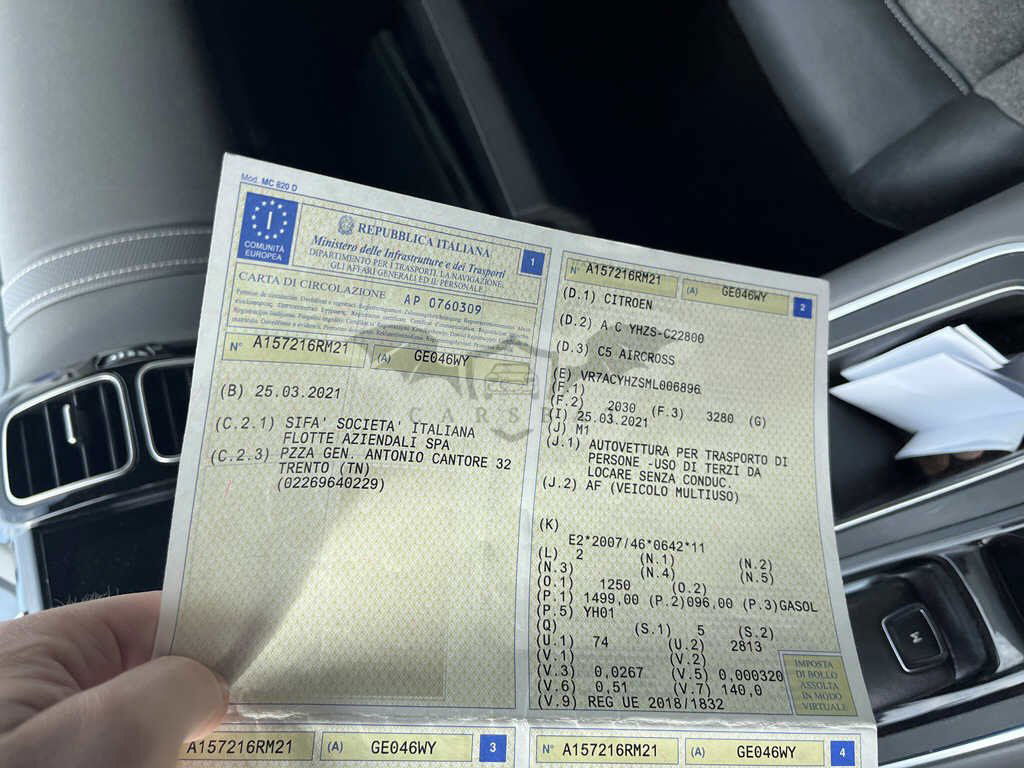 Mod. MC 820 D
I
COMUNITÀ
EUROPEA
REPUBBLICA ITALIANA
1
Ministero delle Infrastrutture e dei Trasporti
DIPARTIMENTO PER I TRASPORTI, LA NAVIGAZIONE,
GLI AFFARI GENERALI ED IL PERSONALE
CARTA DI CIRCOLAZIONE AP 0760309
N° A157216RM21 (A) GE046WY
(B) 25.03.2021
(C.2.1) SIFA' SOCIETA' ITALIANA
FLOTTE AZIENDALI SPA
(C.2.3) PZZA GEN. ANTONIO CANTORE 32
TRENTO (TN)
(02269640229)
N° A157216RM21 (A) GE046WY 2
(D.1) CITROEN
(D.2) A C YHZS-C22800
(D.3) C5 AIRCROSS
(E) VR7ACYHZSML006896
(F.1)
(F.2) 2030 (F.3) 3280 (G)
(I) 25.03.2021
(J) M1
(J.1) AUTOVETTURA PER TRASPORTO DI
PERSONE -USO DI TERZI DA
LOCARE SENZA CONDUC.
(J.2) AF (VEICOLO MULTIUSO)
(K)
E2*2007/46*0642*11
(L) 2 (N.1) (N.2)
(N.3) (N.4) (N.5)
(O.1) 1250 (O.2)
(P.1) 1499,00 (P.2)096,00 (P.3)GASOL
(P.5) YH01
(Q) (S.1) 5 (S.2)
(U.1) 74 (U.2) 2813
(V.1) (V.2)
(V.3) 0,0267 (V.5) 0,000320
(V.6) 0,51 (V.7) 140,0
(V.9) REG UE 2018/1832
IMPOSTA
DI BOLLO
ASSOLTA
IN MODO
VIRTUALE
A157216RM21 (A) GE046WY 3
N° A157216RM21 (A) GE046WY 4
M